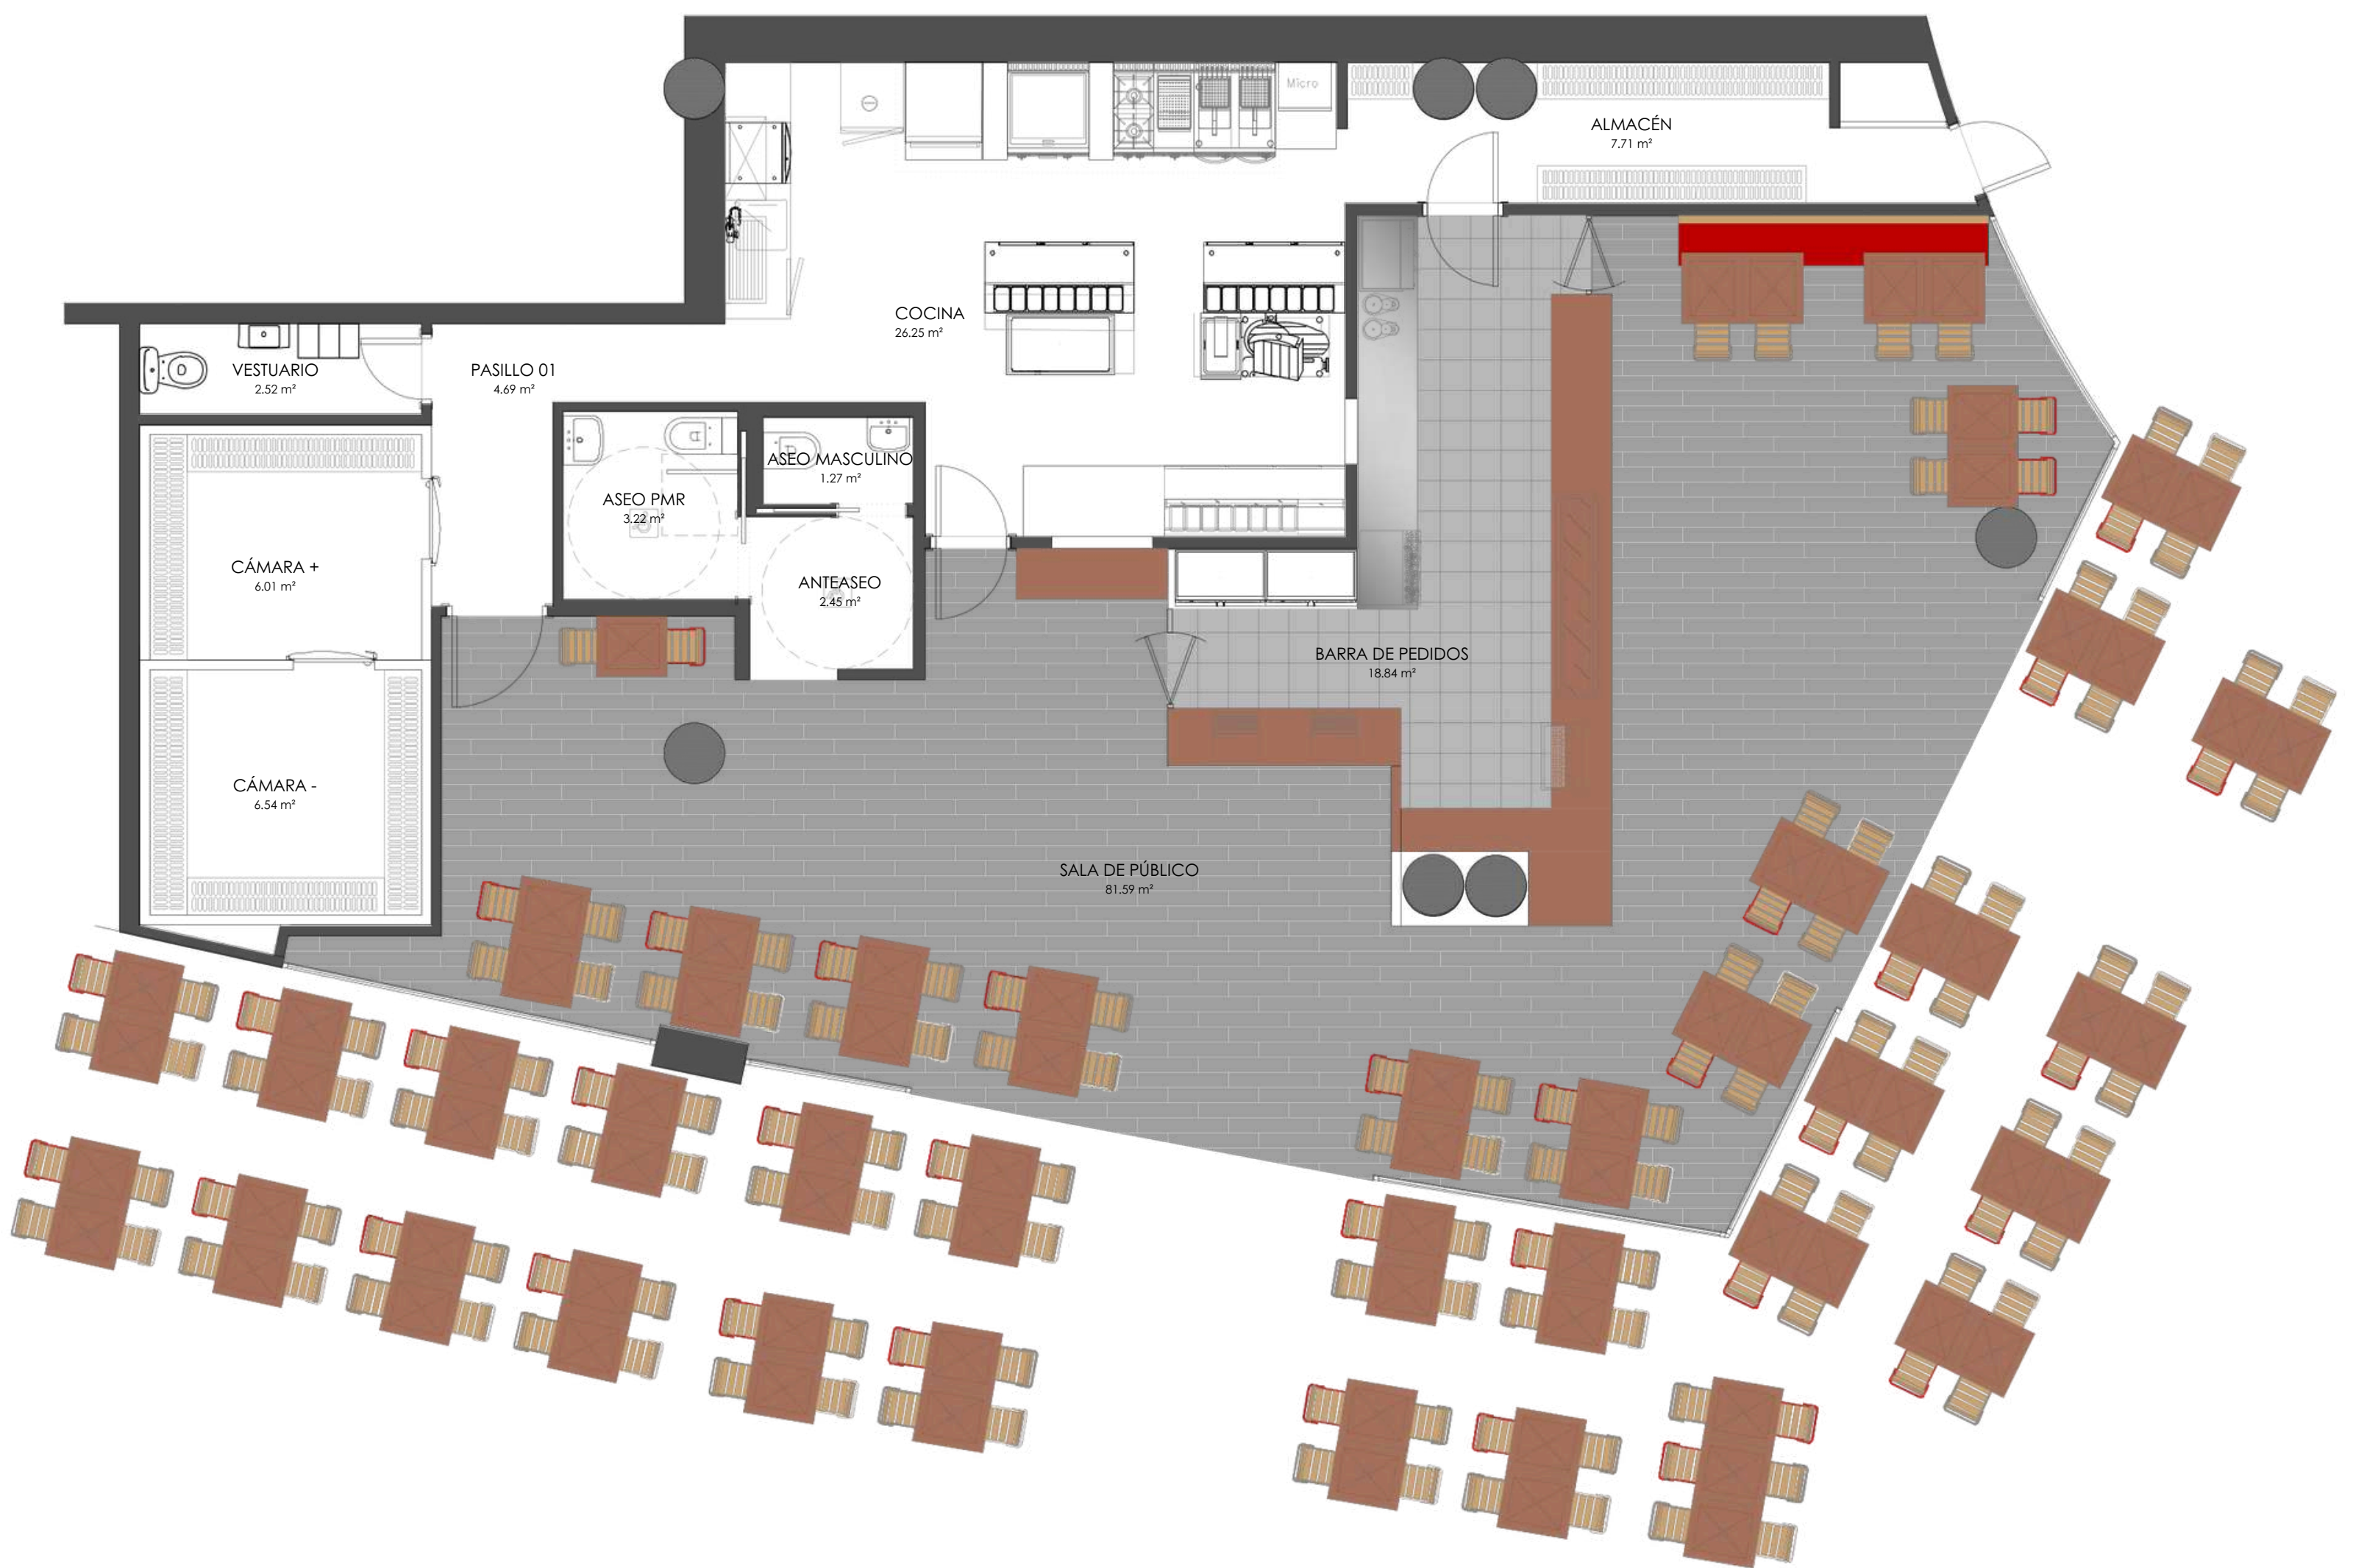 Micro
ALMACÉN
7.71 m²
COCINA
26.25 m²
VESTUARIO
2.52 m²
PASILLO 01
4.69 m²
ASEO MASCULINO
1.27 m²
ASEO PMR
3.22 m²
CÁMARA +
6.01 m²
ANTEASEO
2.45 m²
BARRA DE PEDIDOS
18.84 m²
CÁMARA -
6.54 m²
SALA DE PÚBLICO
81.59 m²